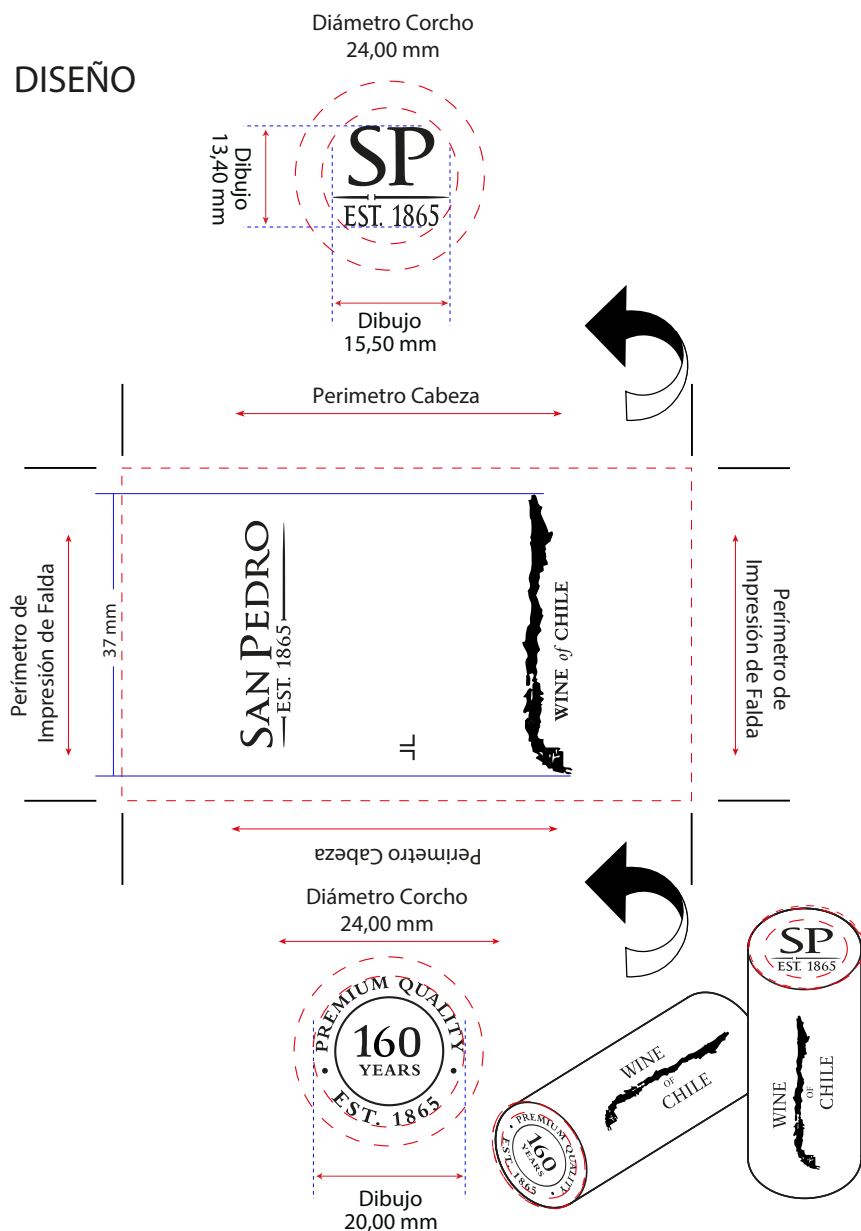 DISEÑO
Diámetro Corcho
24,00 mm
Dibujo
13,40 mm
SP
EST. 1865
Dibujo
15,50 mm
Perimetro Cabeza
Perímetro de
Impresión de Falda
37 mm
SAN PEDRO
EST. 1865
WINE of CHILE
Perímetro de
Impresión de Falda
Perimetro Cabeza
Diámetro Corcho
24,00 mm
PREMIUM QUALITY
160
YEARS
• EST. 1865 •
Dibujo
20,00 mm
WINE
OF
CHILE
• PREMIUM QUALITY •
160
YEARS
EST. 1865
SP
EST. 1865
WINE
OF
CHILE